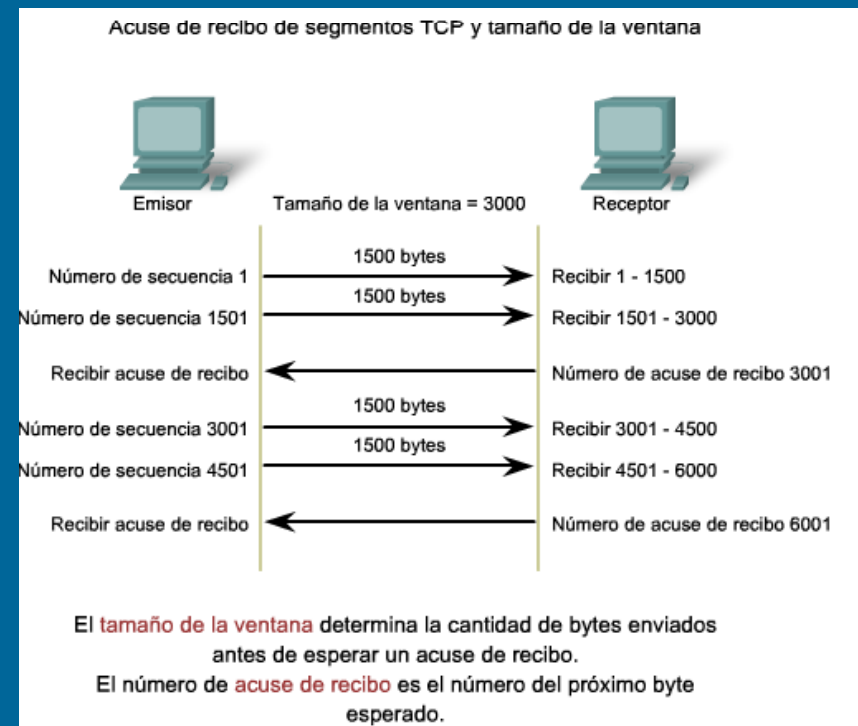 Acuse de recibo de segmentos TCP y tamaño de la ventana
Emisor
Tamaño de la ventana = 3000
Receptor
Número de secuencia 1
1500 bytes
Recibir 1 - 1500
Número de secuencia 1501
1500 bytes
Recibir 1501 - 3000
Recibir acuse de recibo
Número de acuse de recibo 3001
Número de secuencia 3001
1500 bytes
Recibir 3001 - 4500
Número de secuencia 4501
1500 bytes
Recibir 4501 - 6000
Recibir acuse de recibo
Número de acuse de recibo 6001
El tamaño de la ventana determina la cantidad de bytes enviados
antes de esperar un acuse de recibo.
El número de acuse de recibo es el número del próximo byte
esperado.